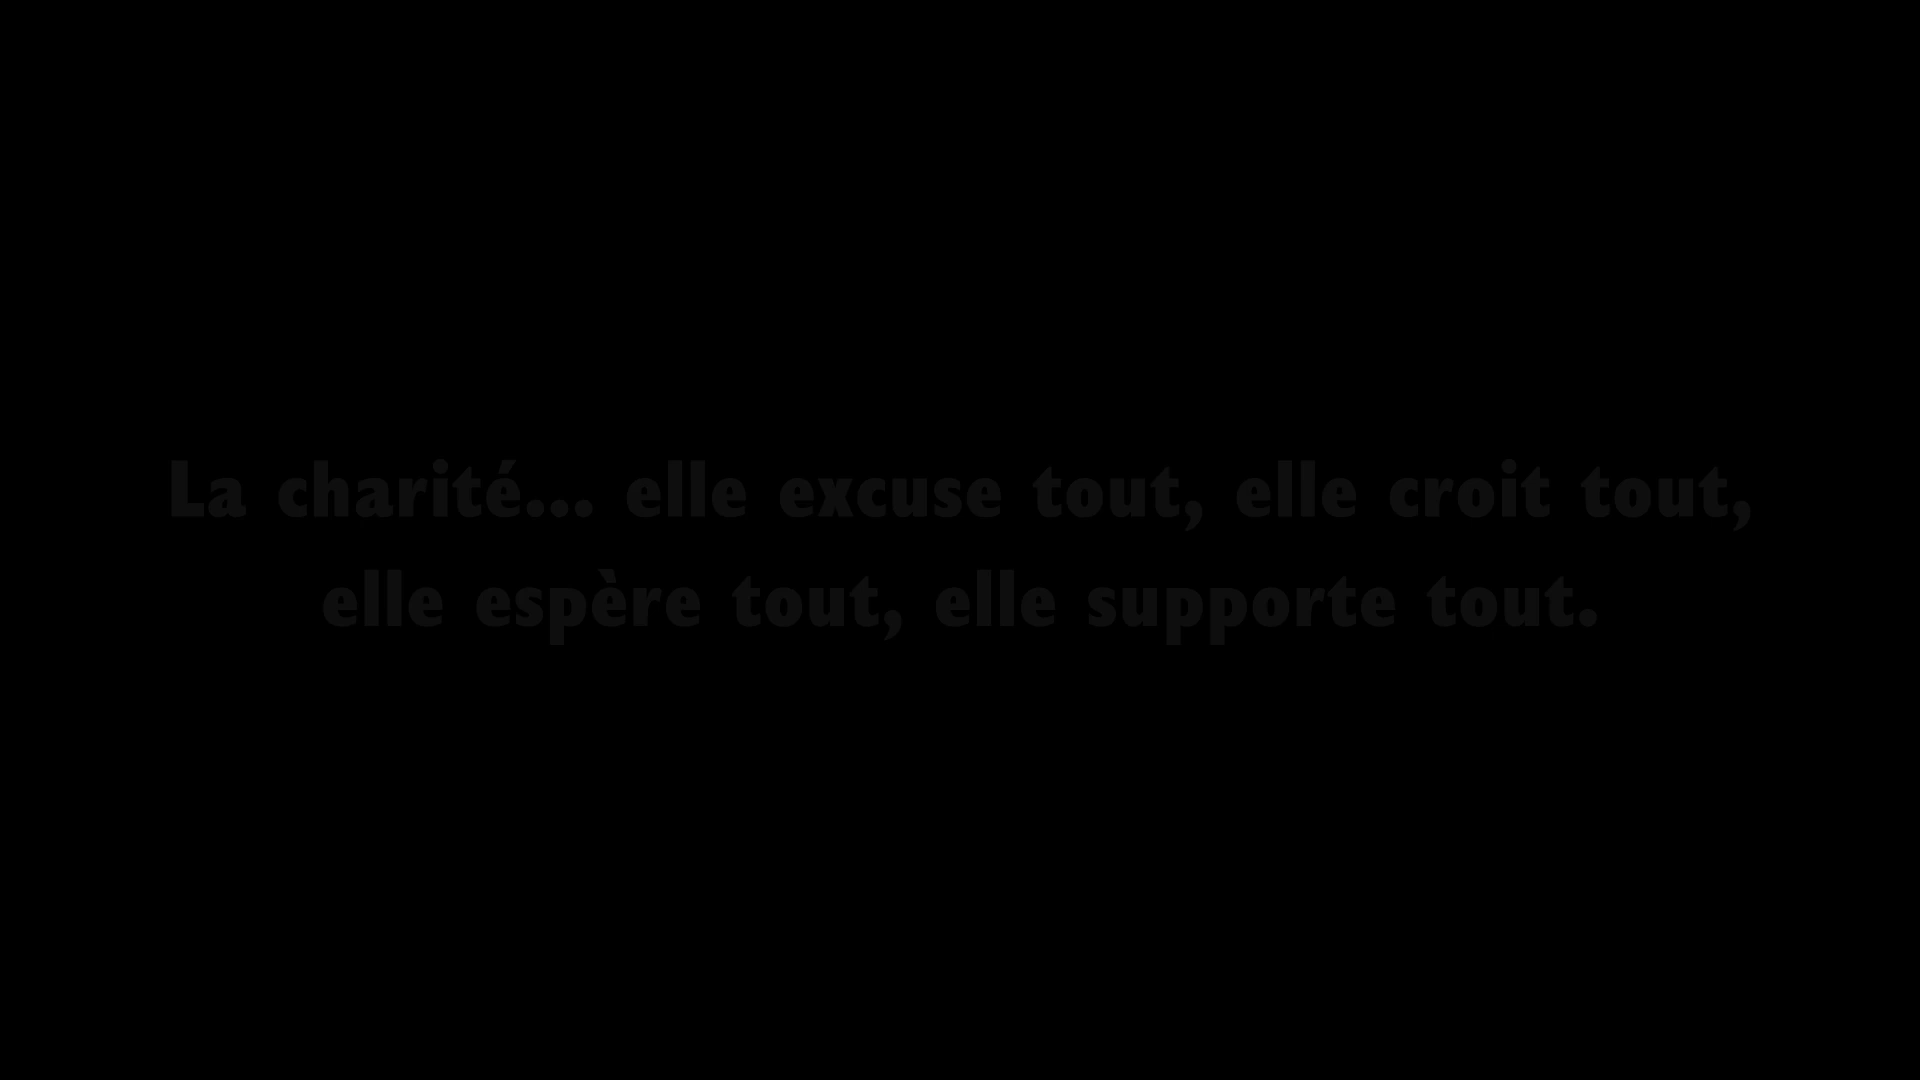 La charité... elle excuse tout, elle croit tout,
elle espère tout, elle supporte tout.